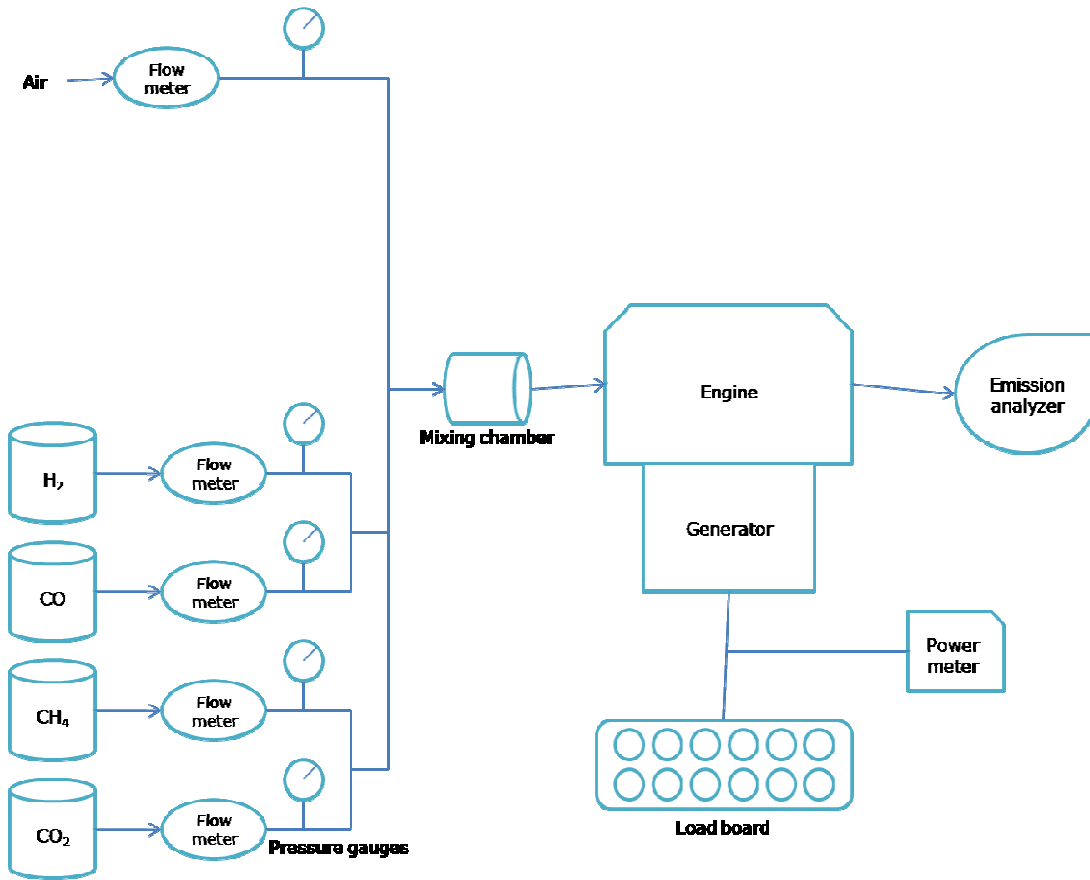 Air
Flow
meter
Mixing chamber
Engine
Emission
analyzer
H₂
Flow
meter
Generator
CO
Flow
meter
Power
meter
CH₄
Flow
meter
CO₂
Flow
meter
Pressure gauges
Load board